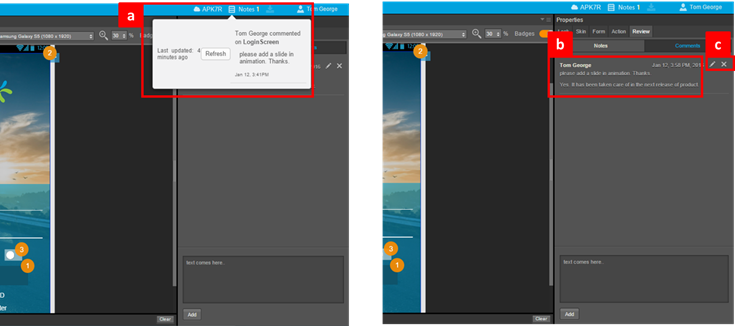 a
APK7R Notes 1 Tom George
Samsung Galaxy S5 (1080 x 1920) 30 %
Tom George commented
on LoginScreen
Last updated: 4
minutes ago
Refresh
please add a slide in
animation. Thanks.
Jan 12, 3:41PM
2
3
1
text comes here.
Add
Clear
APK7R Notes 1 Tom George
Properties
Samsung Galaxy S5 (1080 x 1920) 30 % Badges
Look Skin Form Action Review
b
Notes Comments
c
Tom George
Jan 12, 3:58 PM, 201
please add a slide in animation. Thanks.
Yes. It has been taken care of in the next release of product.
2
3
1
text comes here.
Add
Clear